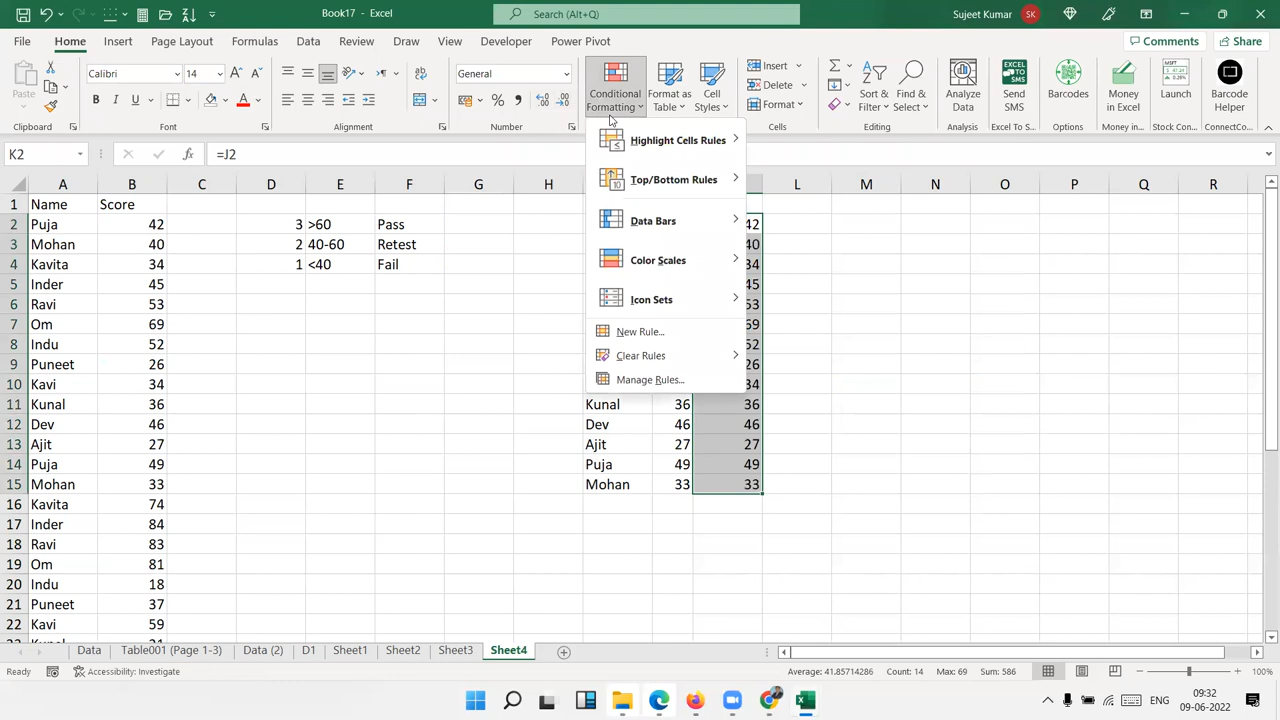 Book17 - Excel
Search (Alt+Q)
Sujeet Kumar
SK
File Home Insert Page Layout Formulas Data Review View Developer Power Pivot
Comments Share
Paste
Clipboard
Calibri 14
B I U
Font
Alignment
General
Number
Conditional Formatting
Format as Table
Cell Styles
Insert
Delete
Format
Cells
Sort & Filter
Find & Select
Editing
Analyze Data
Analysis
EXCEL TO SMS
Send SMS
Excel To S...
Barcodes
Options
Money in Excel
Money in...
MSFT
Launch
Stock Con...
Barcode Helper
ConnectCo...
K2
=J2
Highlight Cells Rules
Top/Bottom Rules
Data Bars
Color Scales
Icon Sets
New Rule...
Clear Rules
Manage Rules...
A B C D E F G H L M N O P Q R
1 Name Score
2 Puja 42 3 >60 Pass 42
3 Mohan 40 2 40-60 Retest 40
4 Kavita 34 1 <40 Fail 34
5 Inder 45 45
6 Ravi 53 53
7 Om 69 69
8 Indu 52 52
9 Puneet 26 26
10 Kavi 34 34
11 Kunal 36 Kunal 36 36
12 Dev 46 Dev 46 46
13 Ajit 27 Ajit 27 27
14 Puja 49 Puja 49 49
15 Mohan 33 Mohan 33 33
16 Kavita 74
17 Inder 84
18 Ravi 83
19 Om 81
20 Indu 18
21 Puneet 37
22 Kavi 59
Data Table001 (Page 1-3) Data (2) D1 Sheet1 Sheet2 Sheet3 Sheet4
Ready Accessibility: Investigate Average: 41.85714286 Count: 14 Max: 69 Sum: 586 100%
ENG 09:32
09-06-2022